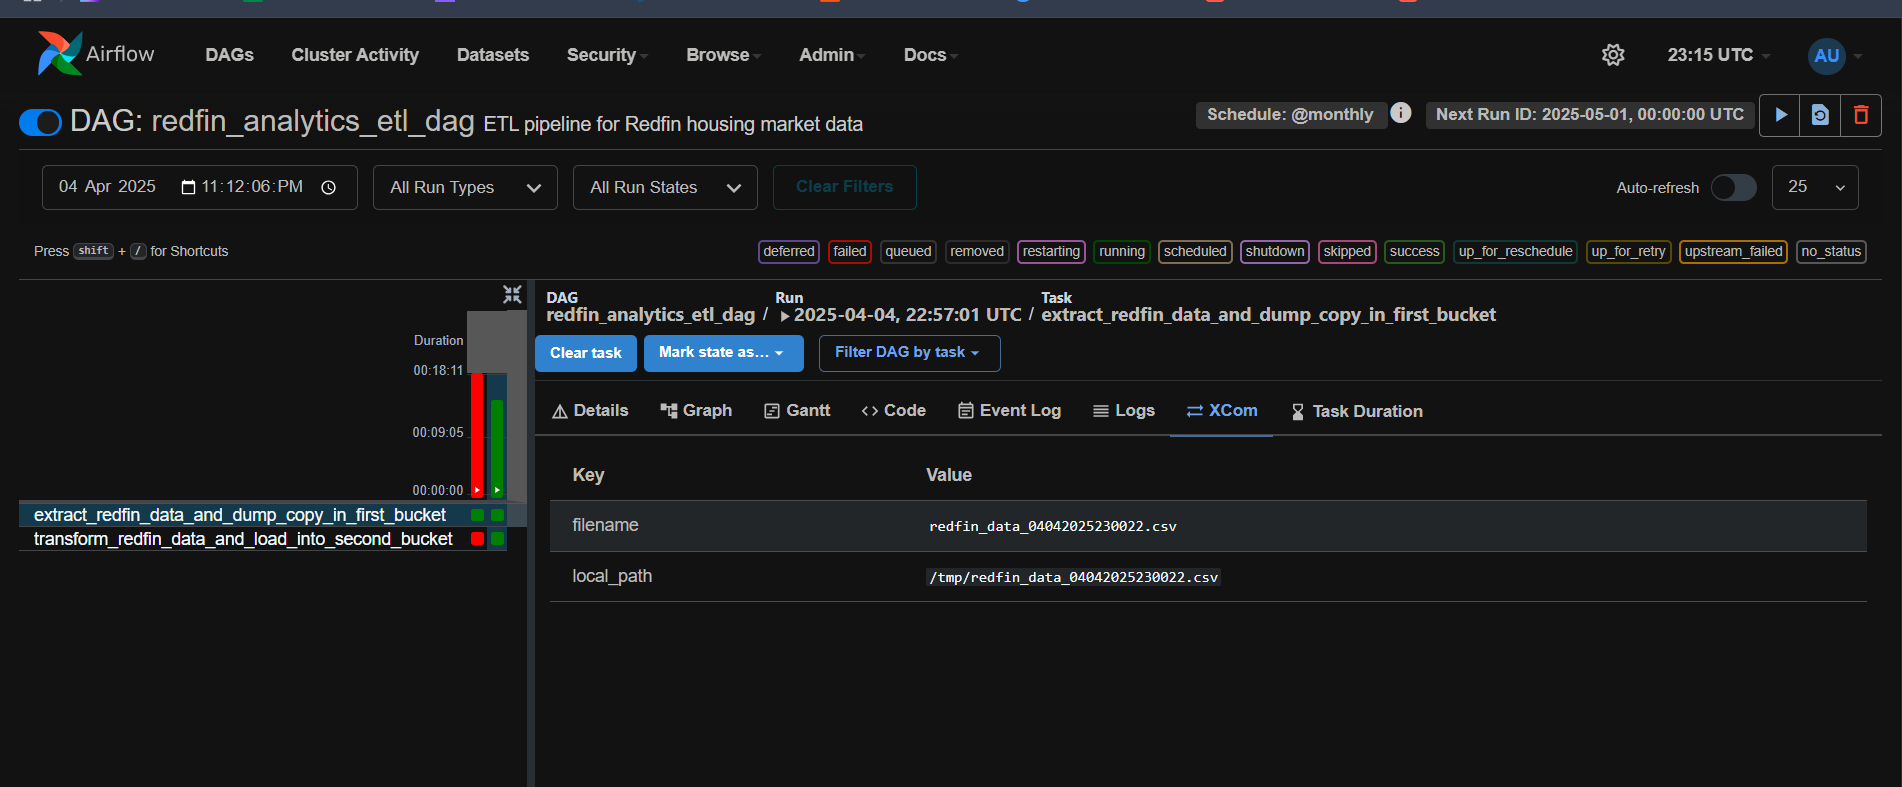 Airflow DAGs Cluster Activity Datasets Security Browse Admin Docs 23:15 UTC AU
DAG: redfin_analytics_etl_dag ETL pipeline for Redfin housing market data Schedule: @monthly i Next Run ID: 2025-05-01, 00:00:00 UTC
04 Apr 2025 11:12:06:PM All Run Types All Run States Clear Filters Auto-refresh 25
Press shift + / for Shortcuts deferred failed queued removed restarting running scheduled shutdown skipped success up_for_reschedule up_for_retry upstream_failed no_status
Duration
00:18:11
00:09:05
00:00:00
extract_redfin_data_and_dump_copy_in_first_bucket
transform_redfin_data_and_load_into_second_bucket
DAG Run Task
redfin_analytics_etl_dag / 2025-04-04, 22:57:01 UTC / extract_redfin_data_and_dump_copy_in_first_bucket
Clear task Mark state as... Filter DAG by task
Details Graph Gantt Code Event Log Logs XCom Task Duration
Key Value
filename redfin_data_04042025230022.csv
local_path /tmp/redfin_data_04042025230022.csv